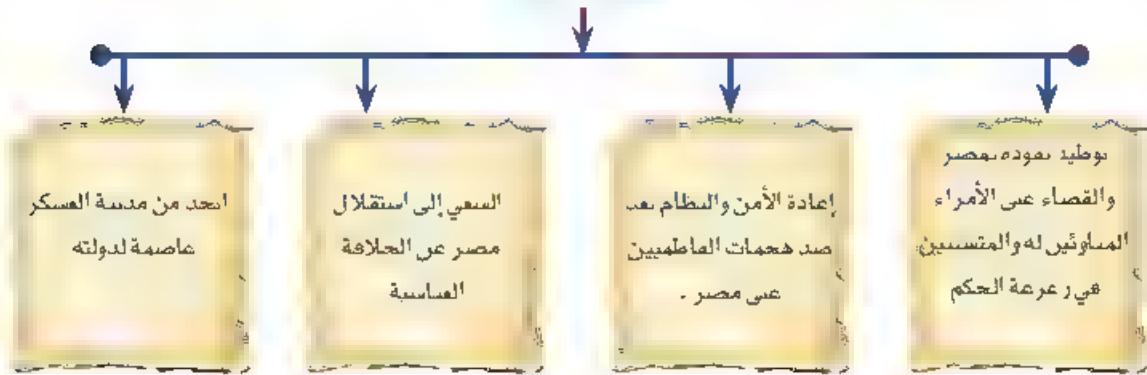 توطيد نفوذه بمصر
والقضاء على الأمراء
المناوئين له والمتسببين
في زعزعة الحكم
إعادة الأمن والنظام بعد
صد هجمات الفاطميين
على مصر .
السعي إلى استقلال
مصر عن الخلافة
العباسية
اتخذ من مدينة العسكر
عاصمة لدولته